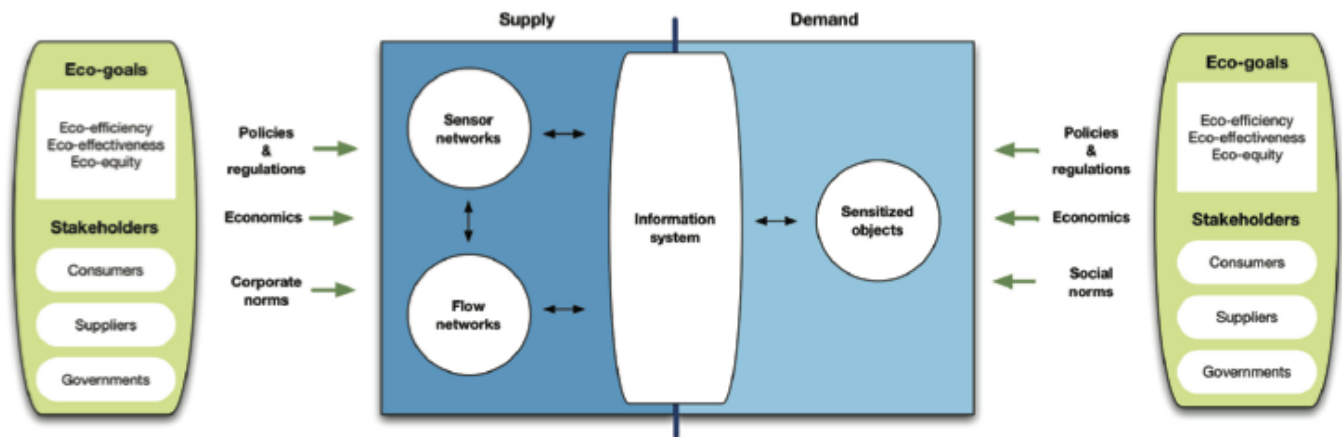 Supply
Demand
Eco-goals
Eco-efficiency
Eco-effectiveness
Eco-equity
Stakeholders
Consumers
Suppliers
Governments
Policies
&
regulations
Economics
Corporate
norms
Sensor
networks
Flow
networks
Information
system
Sensitized
objects
Policies
&
regulations
Economics
Social
norms
Eco-goals
Eco-efficiency
Eco-effectiveness
Eco-equity
Stakeholders
Consumers
Suppliers
Governments